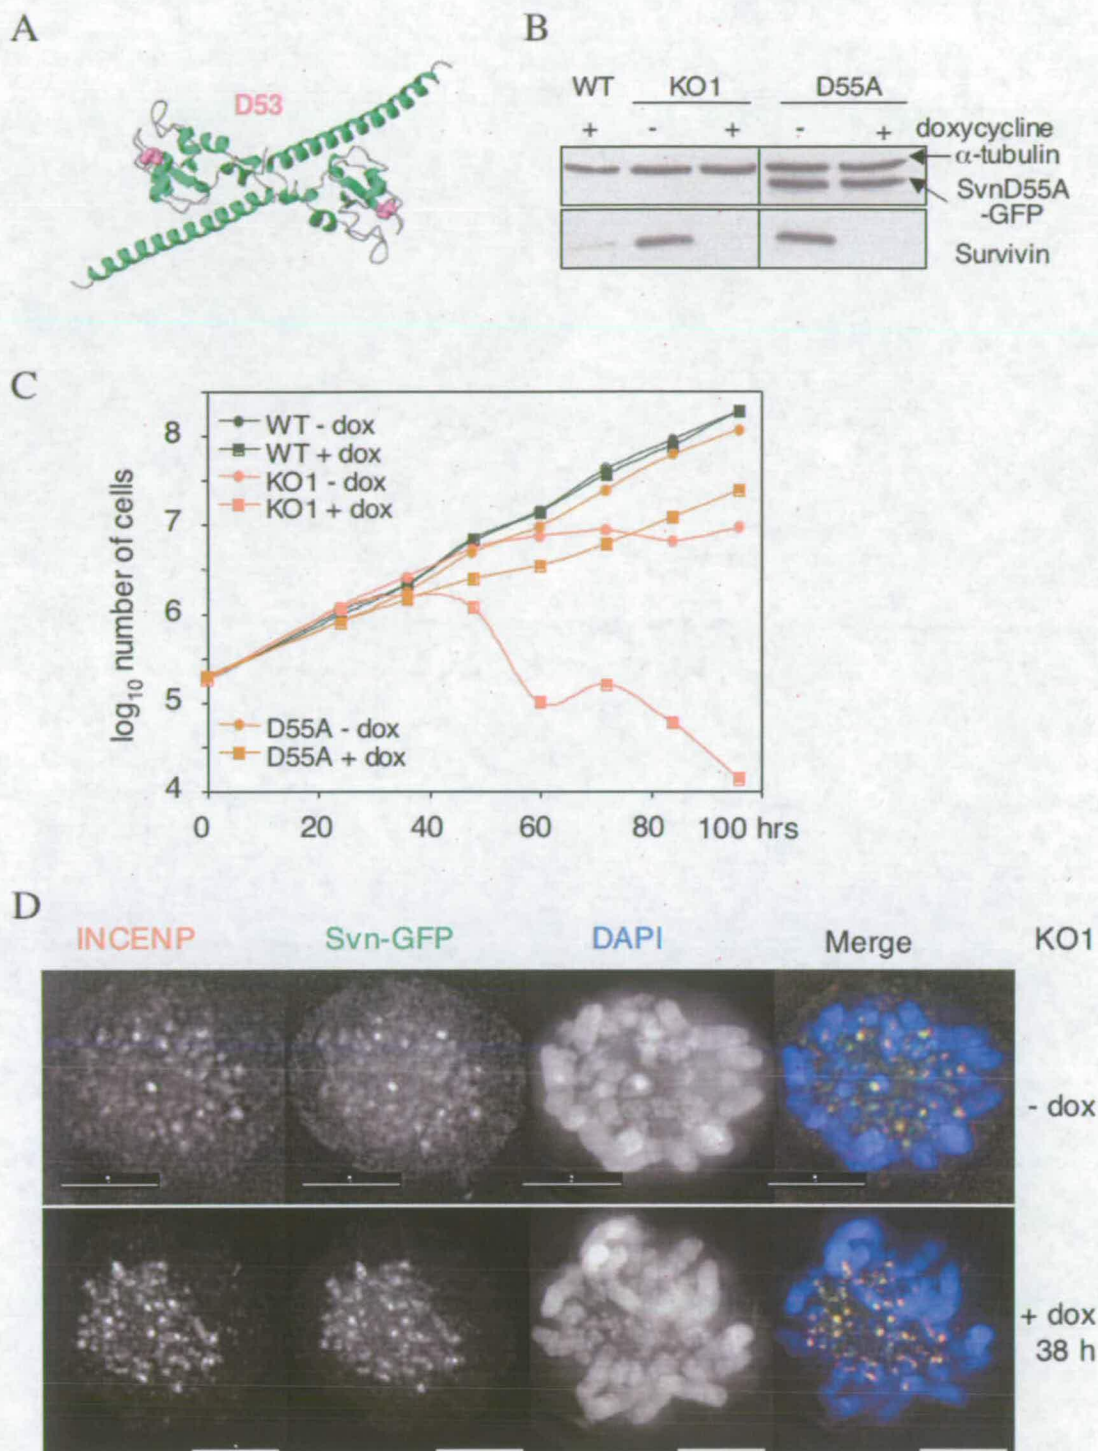 A
D53
B
WT KO1 D55A
+ - + - + doxycycline
α-tubulin
SvnD55A
-GFP
Survivin
C
WT - dox
WT + dox
KO1 - dox
KO1 + dox
D55A - dox
D55A + dox
log10 number of cells
8
7
6
5
4
0 20 40 60 80 100 hrs
D
INCENP Svn-GFP DAPI Merge KO1
- dox
+ dox
38 h